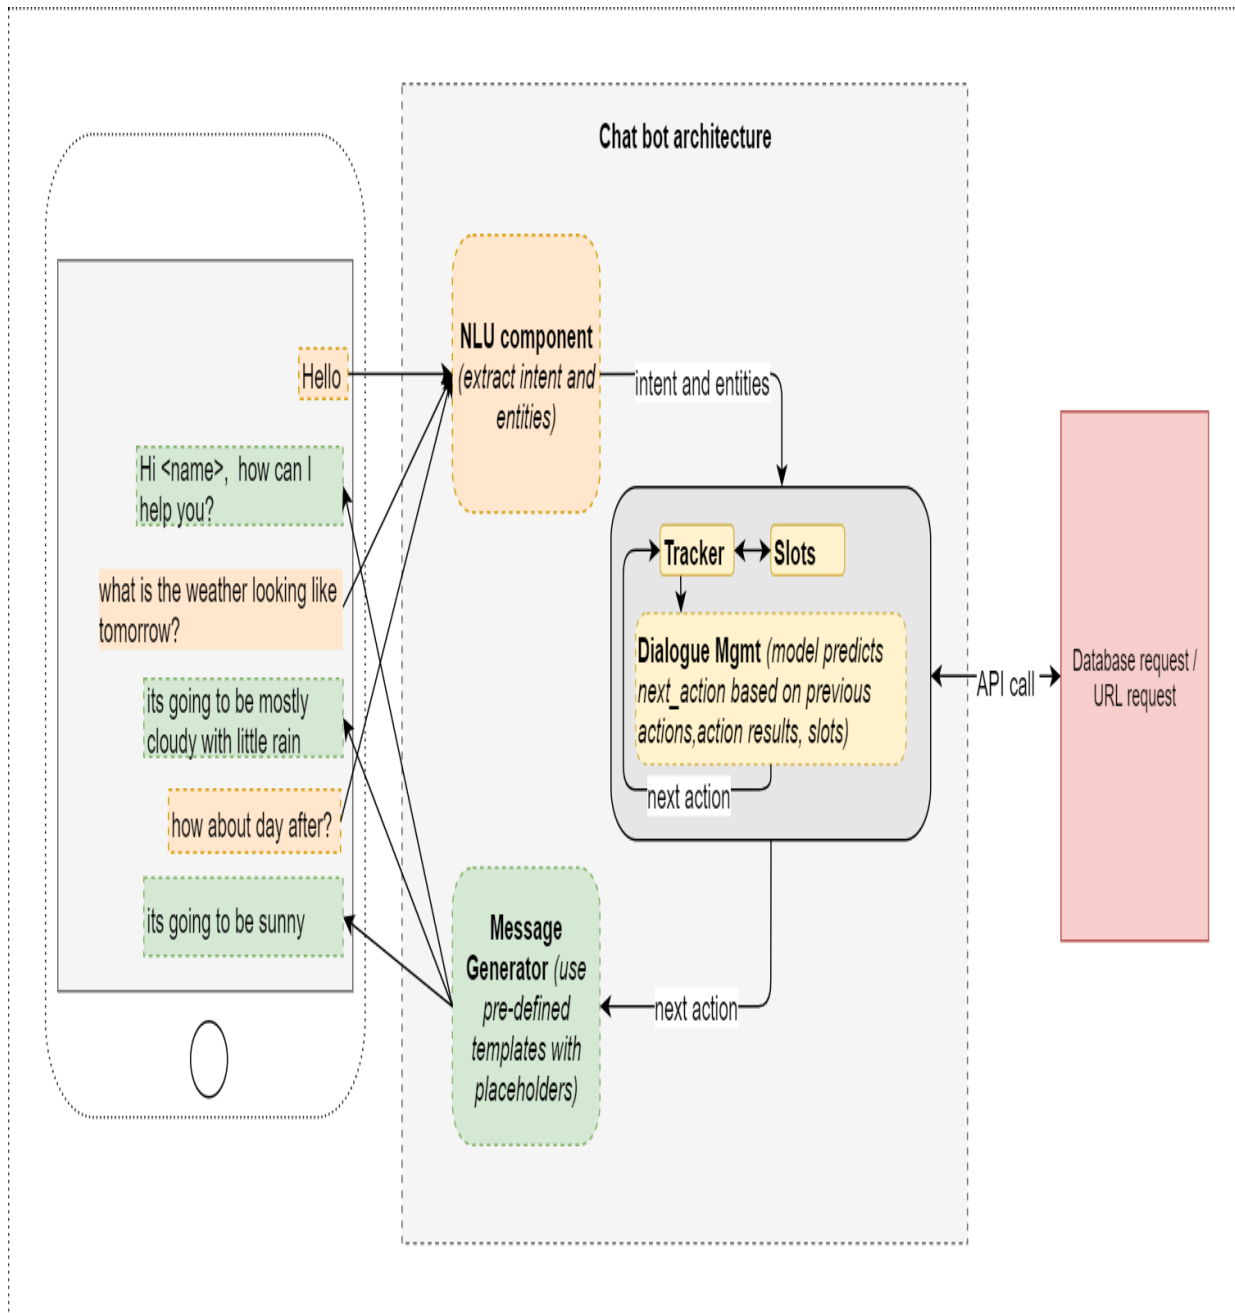 Chat bot architecture
Hello
Hi <name>,  how can I
help you?
what is the weather looking like
tomorrow?
its going to be mostly
cloudy with little rain
how about day after?
its going to be sunny
NLU component
(extract intent and
entities)
intent and entities
Tracker
Slots
Dialogue Mgmt (model predicts
next_action based on previous
actions,action results, slots)
next action
API call
Database request /
URL request
next action
Message
Generator (use
pre-defined
templates with
placeholders)